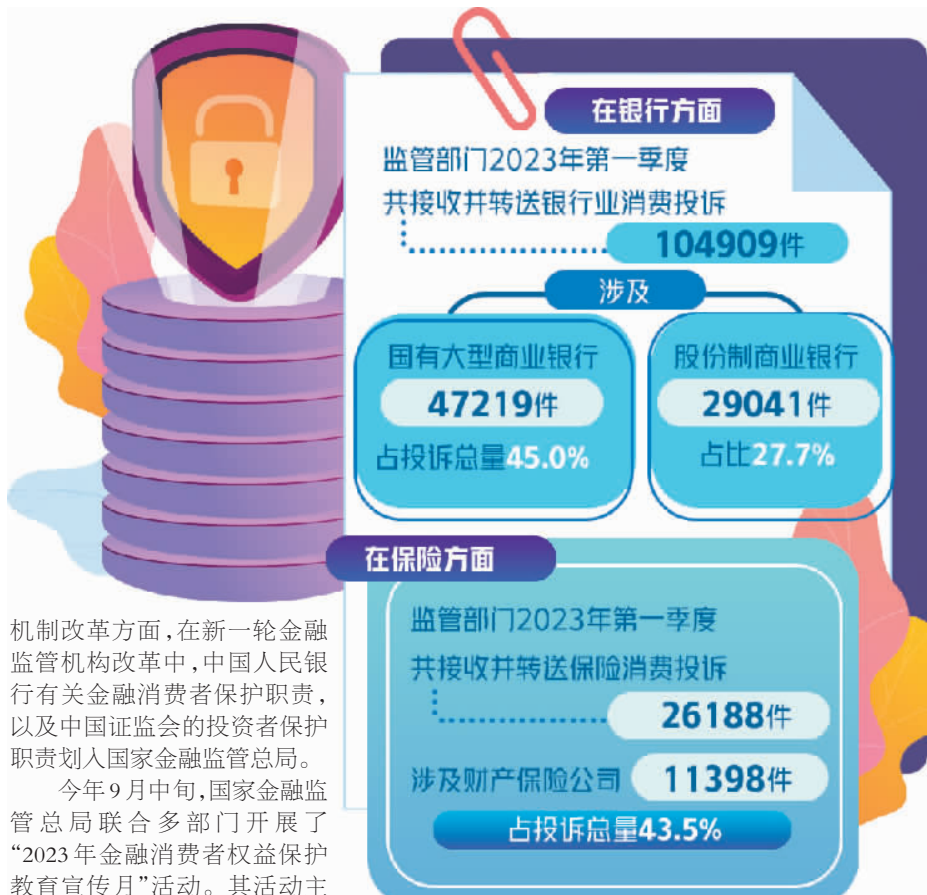 在银行方面
监管部门2023年第一季度
共接收并转送银行业消费投诉
104909件
涉及
国有大型商业银行
47219件
占投诉总量45.0%
股份制商业银行
29041件
占比27.7%
在保险方面
监管部门2023年第一季度
共接收并转送保险消费投诉
26188件
涉及财产保险公司 11398件
占投诉总量43.5%
机制改革方面，在新一轮金融
监管机构改革中，中国人民银
行有关金融消费者保护职责，
以及中国证监会的投资者保护
职责划入国家金融监管总局。
今年9月中旬，国家金融监
管总局联合多部门开展了
“2023年金融消费者权益保护
教育宣传月”活动。其活动主